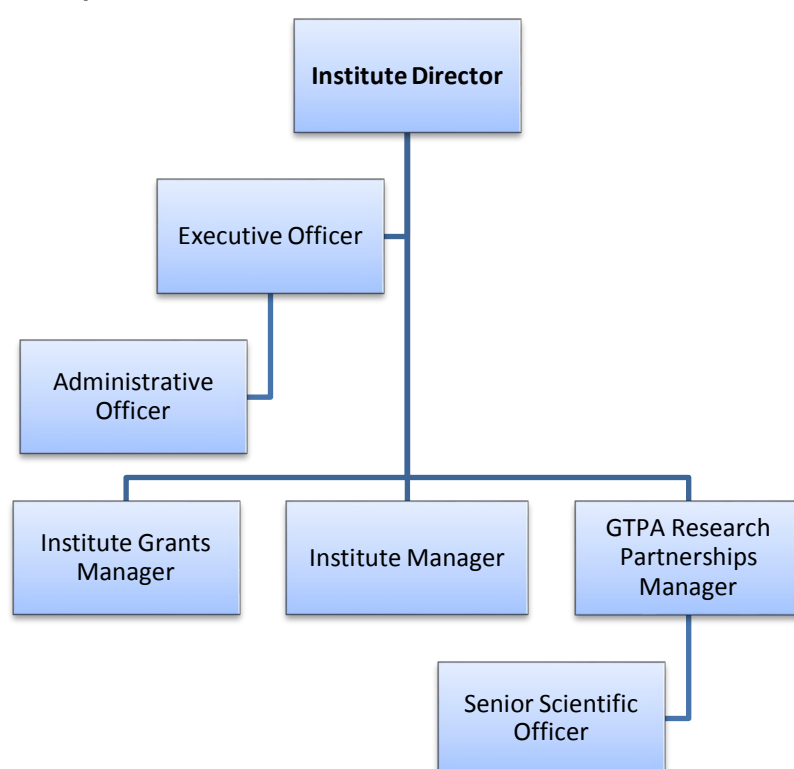 Institute Director
Executive Officer
Administrative
Officer
Institute Grants
Manager
Institute Manager
GTPA Research
Partnerships
Manager
Senior Scientific
Officer